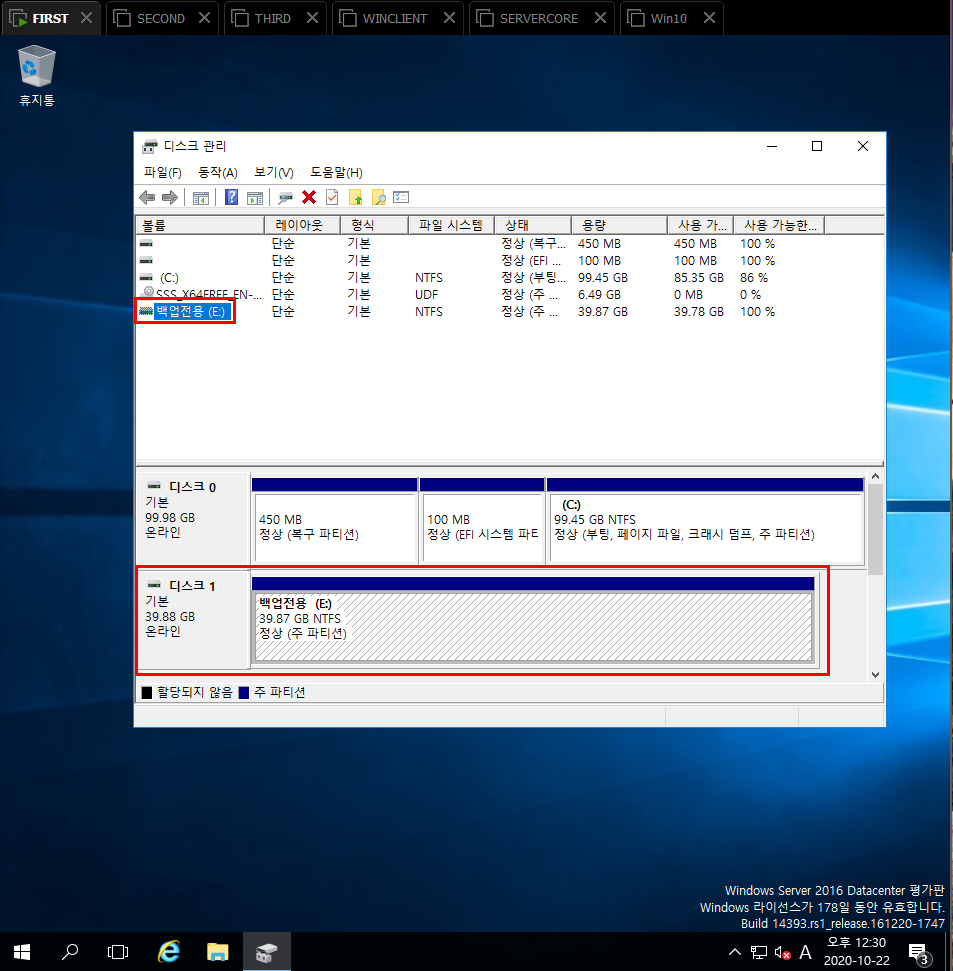 FIRST SECOND THIRD WINCLIENT SERVERCORE Win10
휴지통
디스크 관리
파일(F) 동작(A) 보기(V) 도움말(H)
볼륨 레이아웃 형식 파일 시스템 상태 용량 사용 가... 사용 가능한...
단순 기본 정상 (복구... 450 MB 450 MB 100 %
단순 기본 정상 (EFI ... 100 MB 100 MB 100 %
(C:) 단순 기본 NTFS 정상 (부팅... 99.45 GB 85.35 GB 86 %
SSS_X64FREE_EN-... 단순 기본 UDF 정상 (주 ... 6.49 GB 0 MB 0 %
백업전용 (E:) 단순 기본 NTFS 정상 (주 ... 39.87 GB 39.78 GB 100 %
디스크 0
기본
99.98 GB
온라인
450 MB
정상 (복구 파티션)
100 MB
정상 (EFI 시스템 파트
(C:)
99.45 GB NTFS
정상 (부팅, 페이지 파일, 크래시 덤프, 주 파티션)
디스크 1
기본
39.88 GB
온라인
백업전용 (E:)
39.87 GB NTFS
정상 (주 파티션)
할당되지 않음 주 파티션
Windows Server 2016 Datacenter 평가판
Windows 라이선스가 178일 동안 유효합니다.
Build 14393.rs1_release.161220-1747
A
오후 12:30
2020-10-22
3